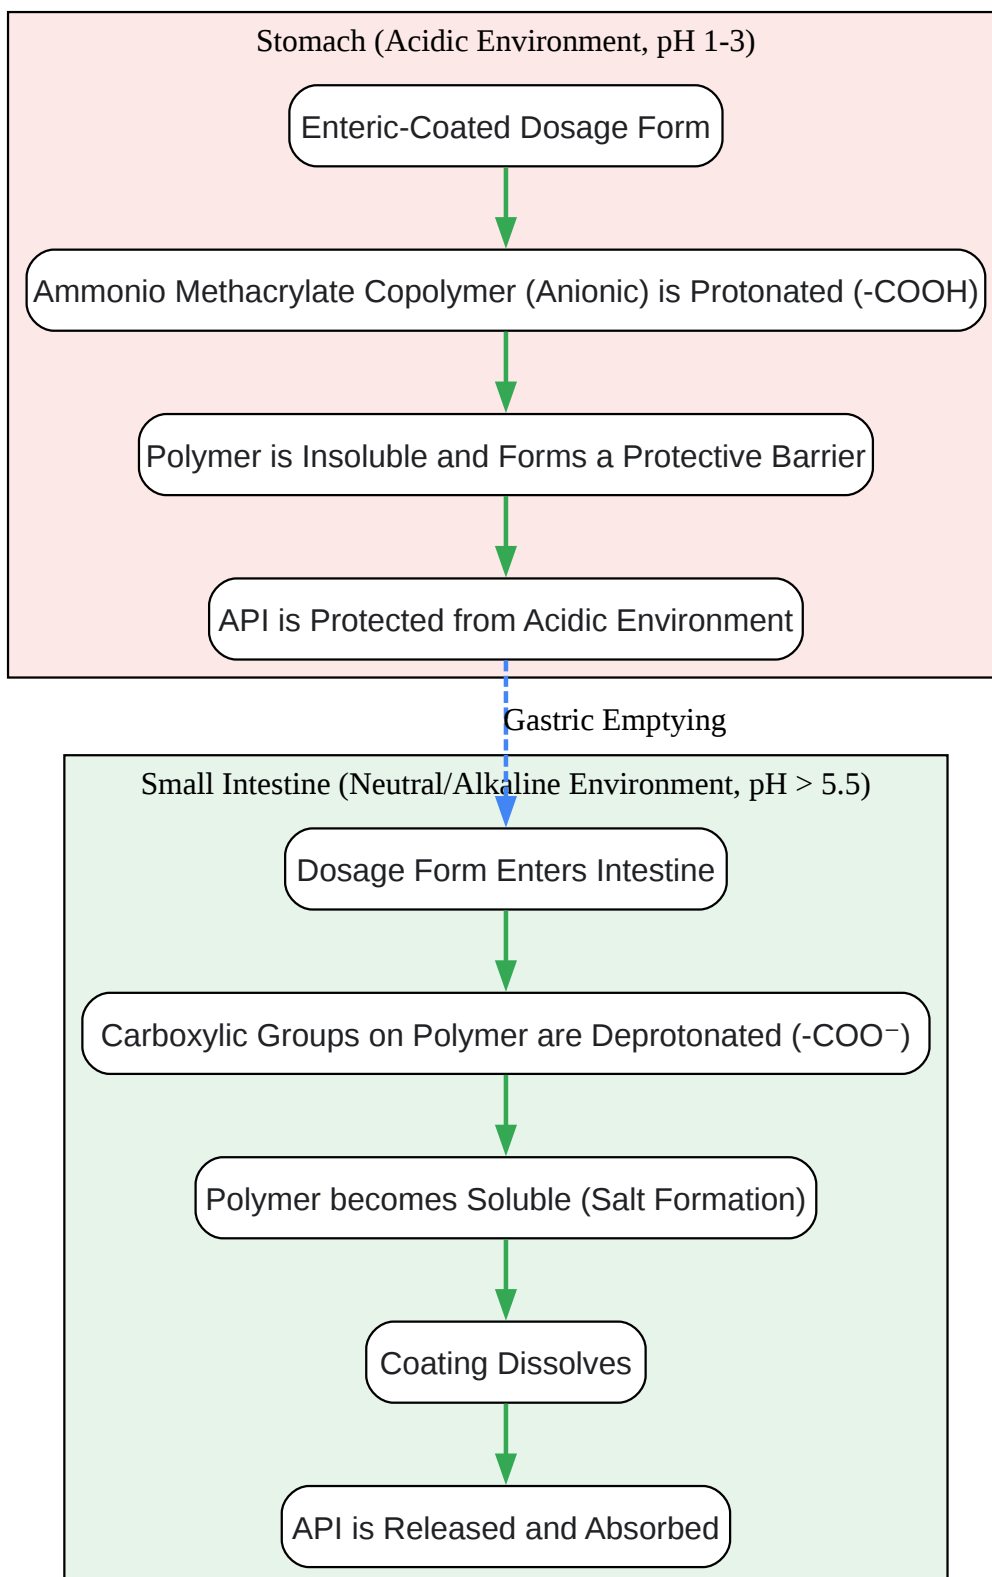 Stomach (Acidic Environment, pH 1-3)
Enteric-Coated Dosage Form
Ammonio Methacrylate Copolymer (Anionic) is Protonated (-COOH)
Polymer is Insoluble and Forms a Protective Barrier
API is Protected from Acidic Environment
Gastric Emptying
Small Intestine (Neutral/Alkaline Environment, pH > 5.5)
Dosage Form Enters Intestine
Carboxylic Groups on Polymer are Deprotonated (-COO⁻)
Polymer becomes Soluble (Salt Formation)
Coating Dissolves
API is Released and Absorbed